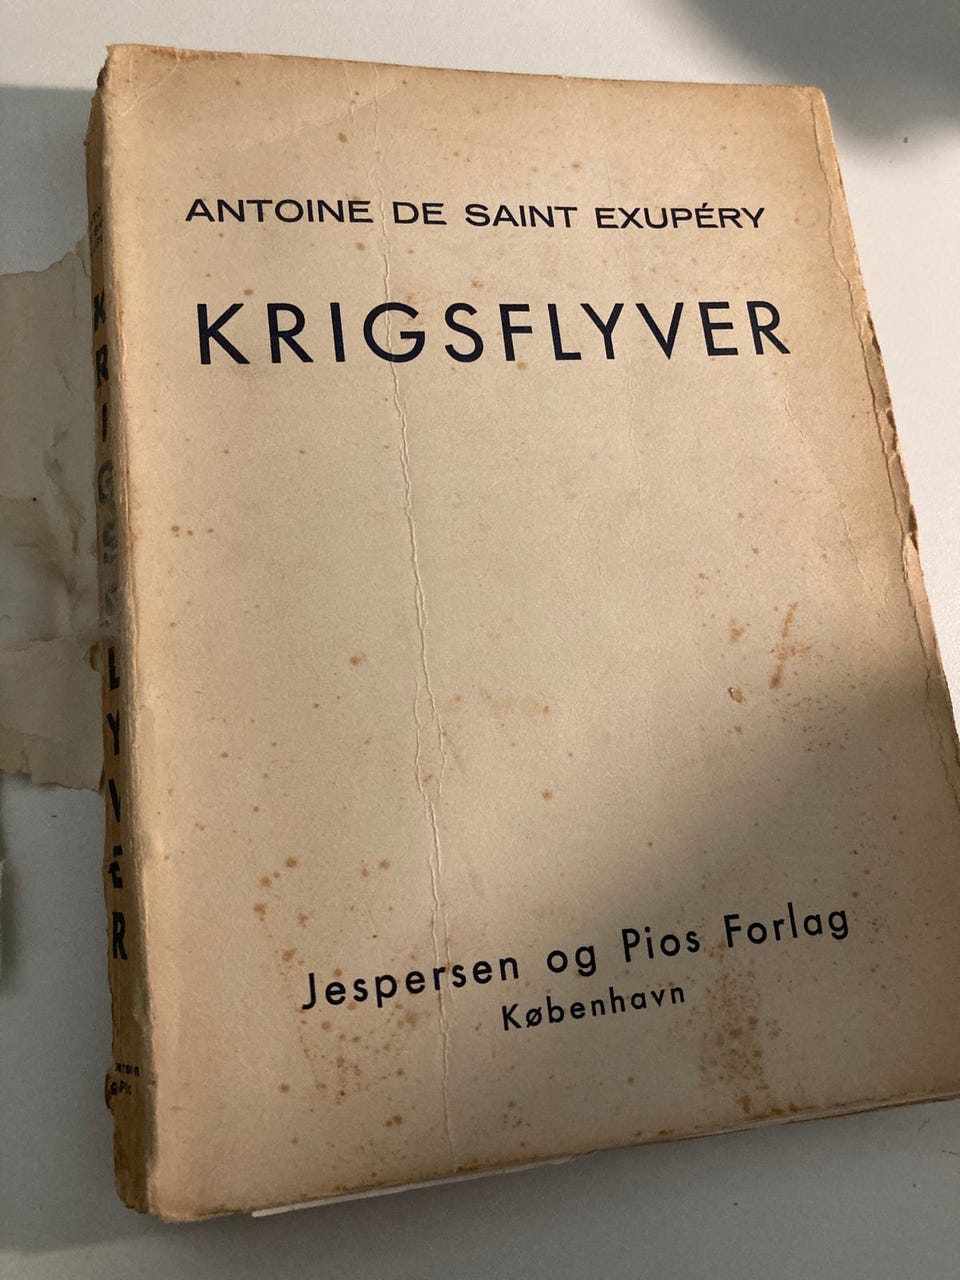 ANTOINE DE SAINT EXUPÉRY
KRIGSFLYVER
Jespersen og Pios Forlag
København
KRIGSFLYVER